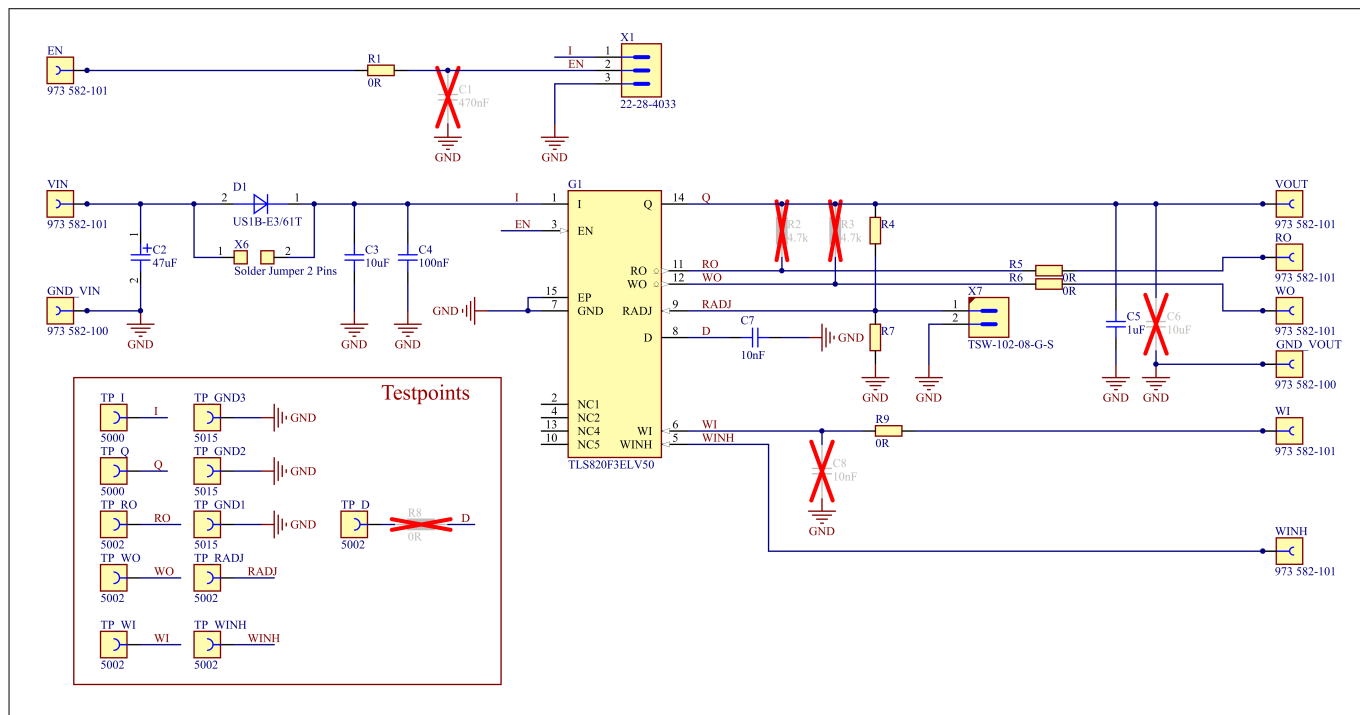 EN
973 582-101
R1
0R
C1
470nF
GND
X1
I 1
EN 2
3
22-28-4033
GND
VIN
973 582-101
2 D1 1
US1B-E3/61T
1 X6 2
Solder Jumper 2 Pins
1
+
C2
47uF
2
GND_VIN
973 582-100
GND
C3
10uF
GND
C4
100nF
GND
G1
I 1 I
EN 3 EN
15 EP
GND 7 GND
2 NC1
4 NC2
13 NC4
10 NC5
Q 14 Q
RO 11 RO
WO 12 WO
RADJ 9 RADJ
D 8 D
WI 6 WI
WINH 5 WINH
TLS820F3ELV50
R2
4.7k
R3
4.7k
R4
R5 0R
R6 0R
C7
10nF
GND
R7
GND
X7
1
2
TSW-102-08-G-S
GND
C5
1uF
GND
C6
10uF
GND
VOUT
973 582-101
RO
973 582-101
WO
973 582-101
GND_VOUT
973 582-100
R9
0R
C8
10nF
GND
WI
973 582-101
WINH
973 582-101
Testpoints
TP_I
I
5000
TP_GND3
GND
5015
TP_Q
Q
5000
TP_GND2
GND
5015
TP_RO
RO
5002
TP_GND1
GND
5015
TP_D
5002
R8
0R
D
TP_WO
WO
5002
TP_RADJ
RADJ
5002
TP_WI
WI
5002
TP_WINH
WINH
5002